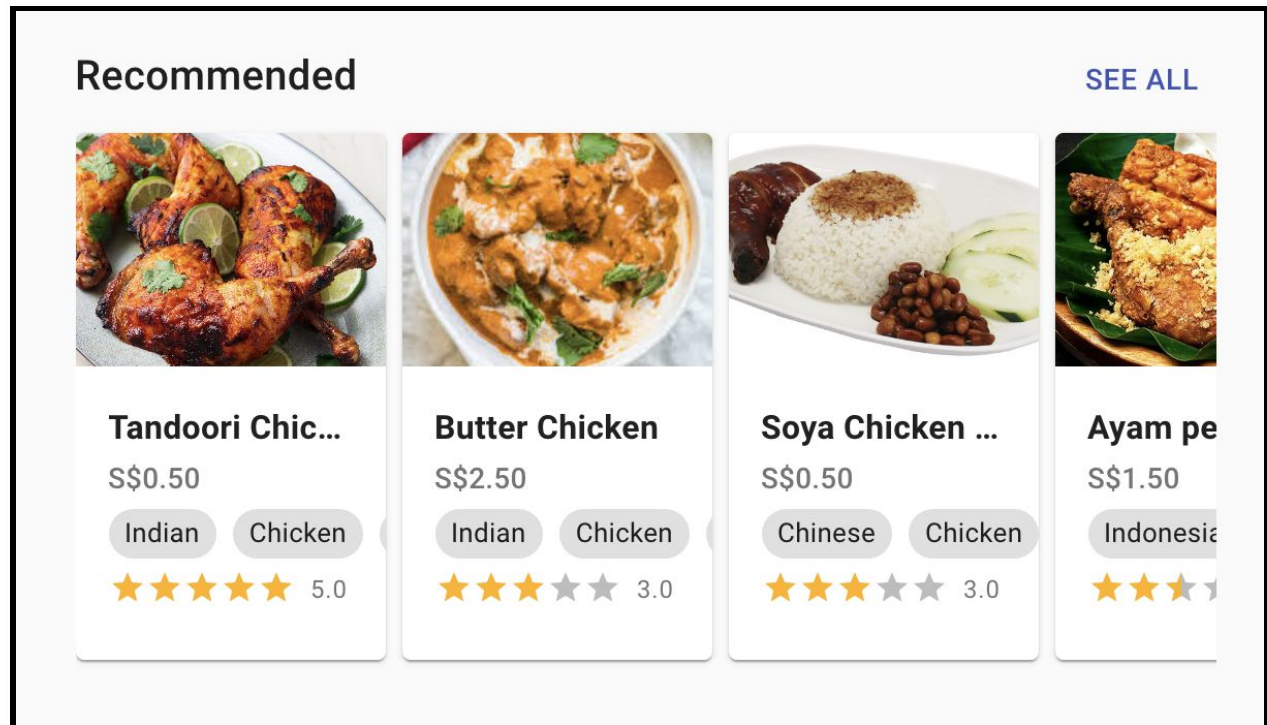 Recommended
SEE ALL
Tandoori Chic...
S$0.50
Indian Chicken
5.0
Butter Chicken
S$2.50
Indian Chicken
3.0
Soya Chicken ...
S$0.50
Chinese Chicken
3.0
Ayam pe
S$1.50
Indonesia